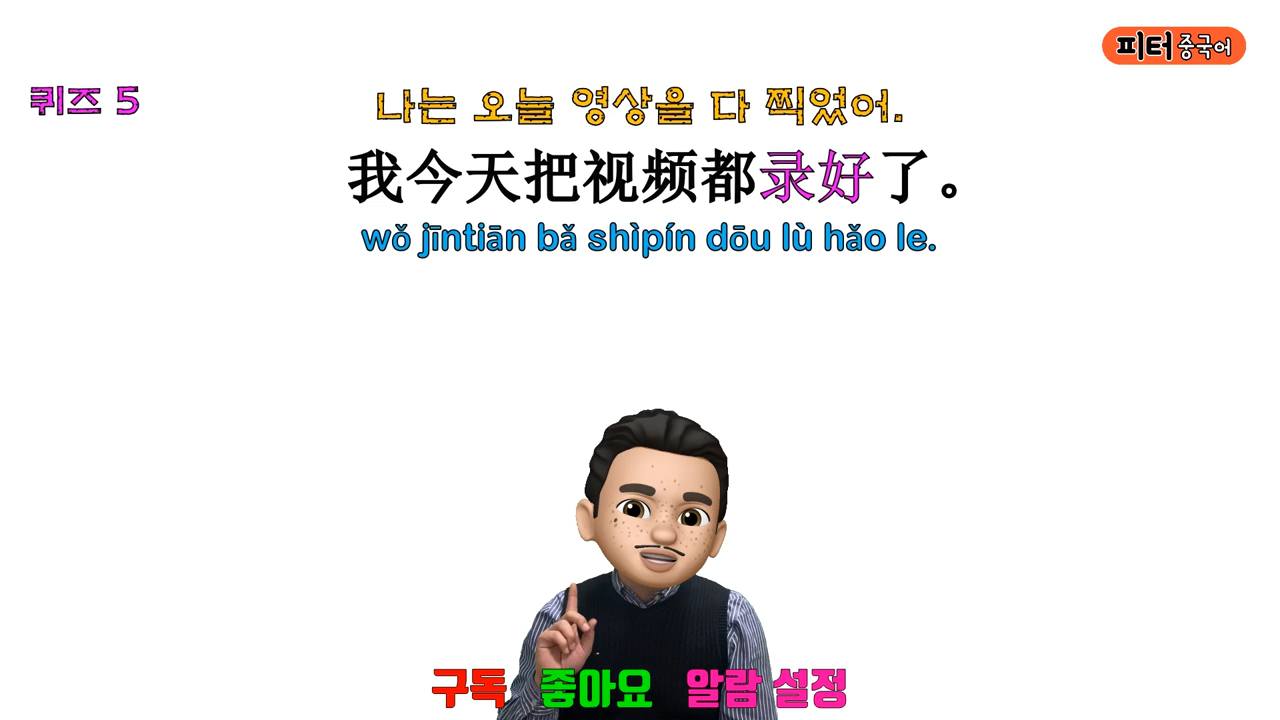 피터 중국어
퀴즈 5
나는 오늘 영상을 다 찍었어.
我今天把视频都录好了。
wǒ jīntiān bǎ shìpín dōu lù hǎo le.
구독 좋아요 알람 설정